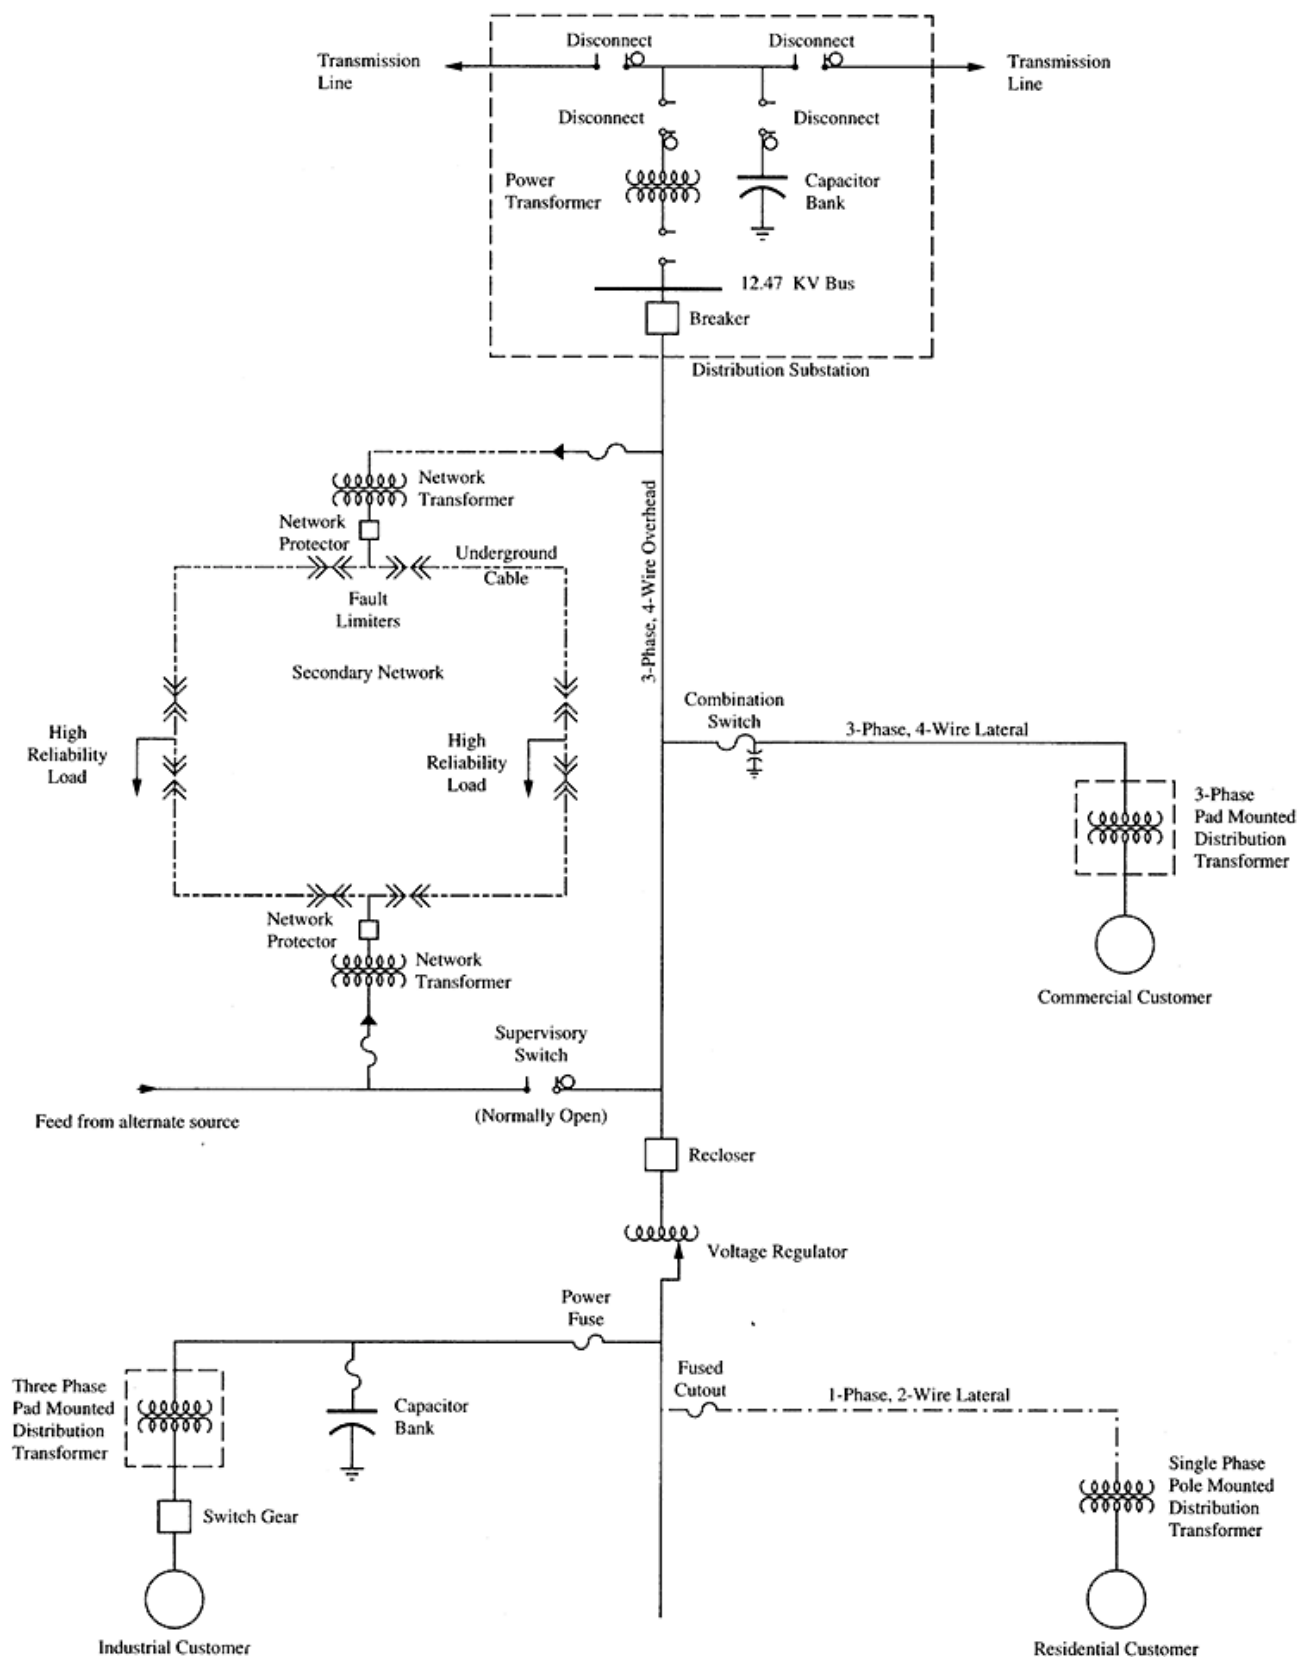 Disconnect
Disconnect
Transmission
Line
Transmission
Line
Disconnect
Disconnect
Power
Transformer
Capacitor
Bank
12.47 KV Bus
Breaker
Distribution Substation
Network
Transformer
Network
Protector
Underground
Cable
Fault
Limiters
3-Phase, 4-Wire Overhead
Secondary Network
Combination
Switch
3-Phase, 4-Wire Lateral
High
Reliability
Load
High
Reliability
Load
3-Phase
Pad Mounted
Distribution
Transformer
Network
Protector
Network
Transformer
Commercial Customer
Supervisory
Switch
(Normally Open)
Feed from alternate source
Recloser
Voltage Regulator
Power
Fuse
Fused
Cutout
1-Phase, 2-Wire Lateral
Three Phase
Pad Mounted
Distribution
Transformer
Capacitor
Bank
Single Phase
Pole Mounted
Distribution
Transformer
Switch Gear
Industrial Customer
Residential Customer